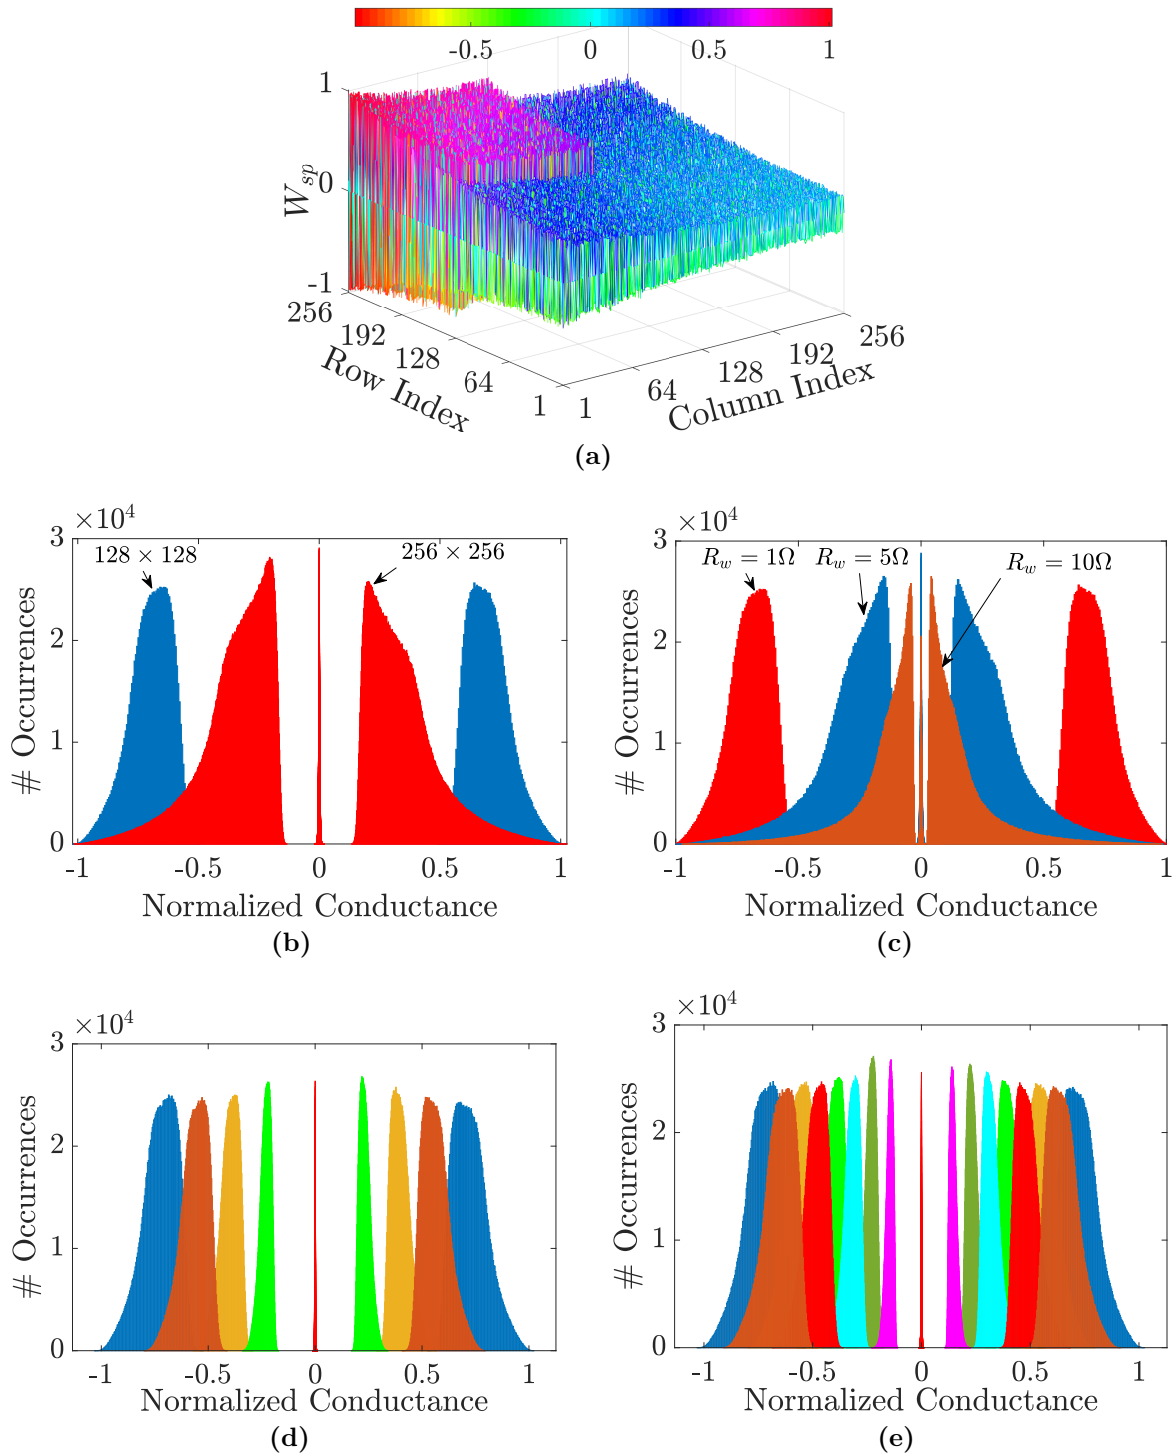 -0.5 0 0.5 1
1
0
-1
W_{sp}
256
192
128
64
1
Row Index
1
64
128
192
256
Column Index
(a)
×10^4
3
2
1
0
# Occurrences
128 × 128
256 × 256
-1 -0.5 0 0.5 1
Normalized Conductance
(b)
×10^4
3
2
1
0
# Occurrences
R_w = 1Ω R_w = 5Ω R_w = 10Ω
-1 -0.5 0 0.5 1
Normalized Conductance
(c)
×10^4
3
2
1
0
# Occurrences
-1 -0.5 0 0.5 1
Normalized Conductance
(d)
×10^4
3
2
1
0
# Occurrences
-1 -0.5 0 0.5 1
Normalized Conductance
(e)